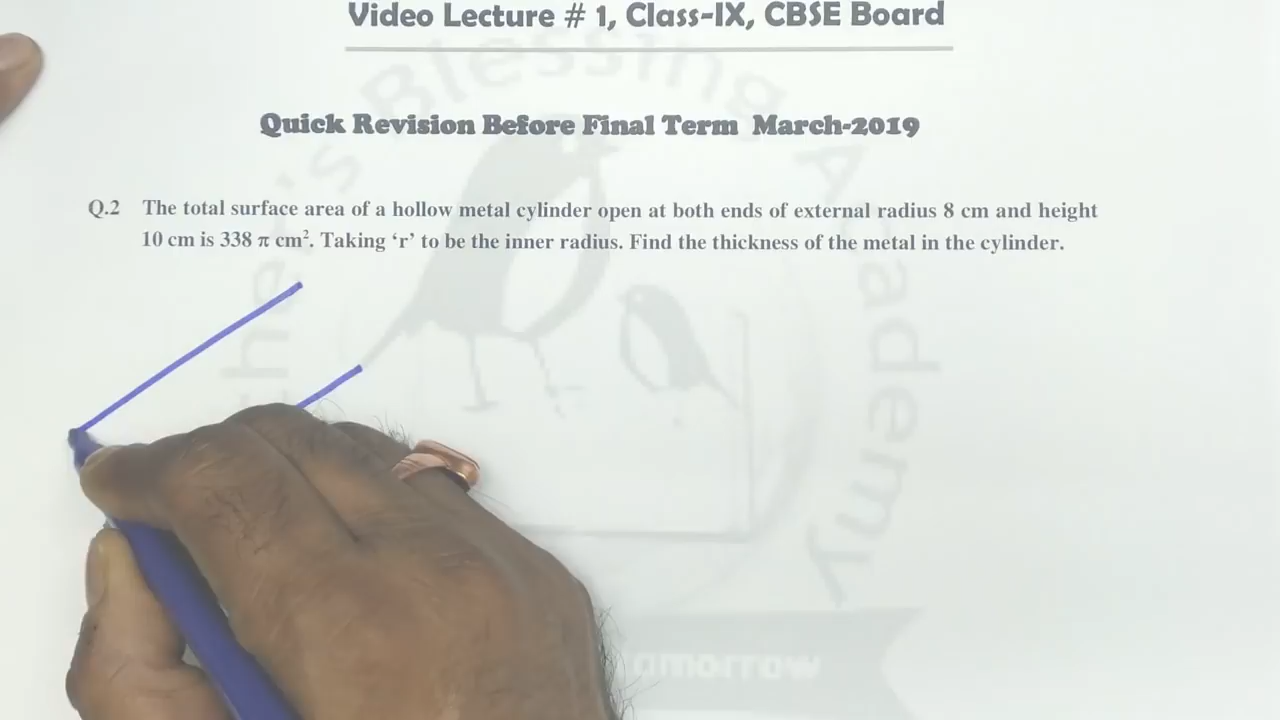 Video Lecture # 1, Class-IX, CBSE Board
Quick Revision Before Final Term March-2019
Q.2 The total surface area of a hollow metal cylinder open at both ends of external radius 8 cm and height
10 cm is 338 π cm². Taking ‘r’ to be the inner radius. Find the thickness of the metal in the cylinder.
Blessing Academy